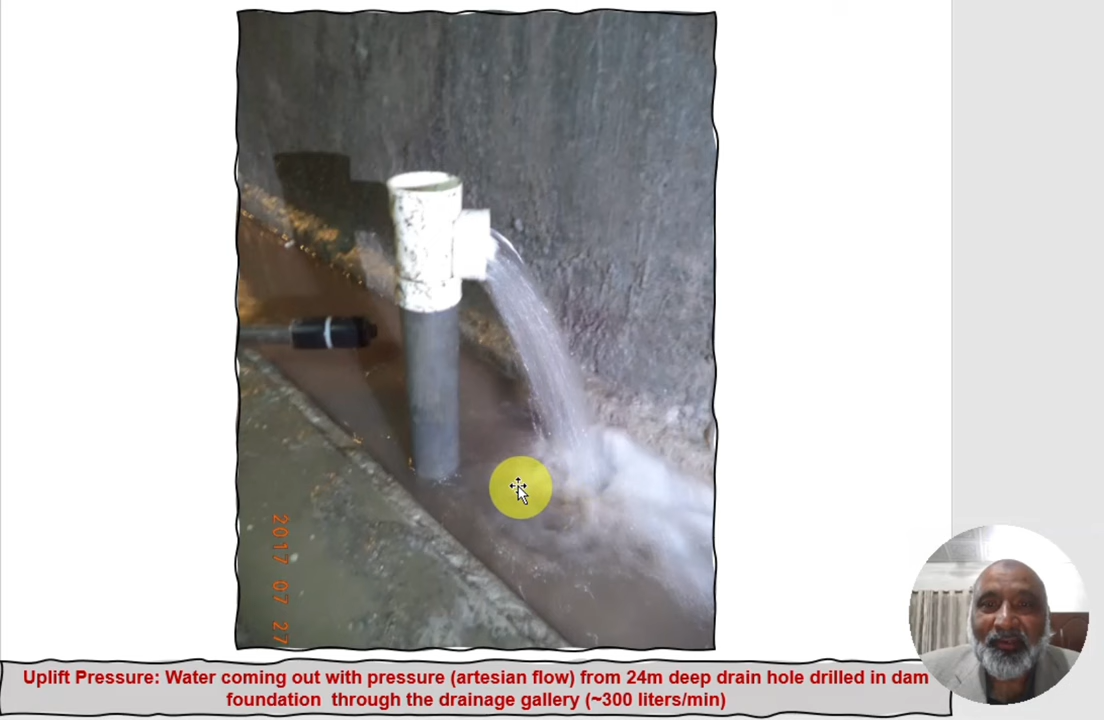 2017 07 27
Uplift Pressure: Water coming out with pressure (artesian flow) from 24m deep drain hole drilled in dam
foundation through the drainage gallery (~300 liters/min)